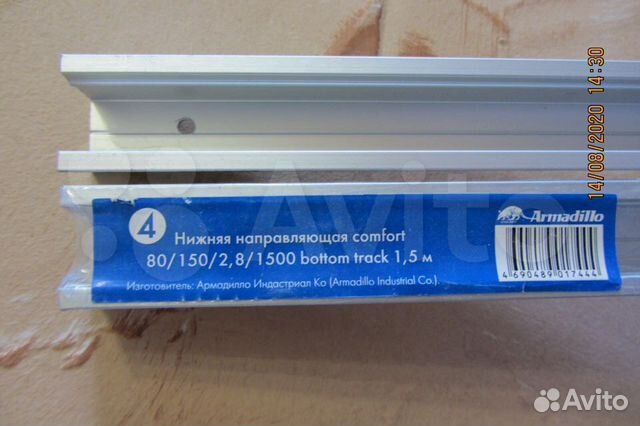 14/08/2020 14:30
4
Нижняя направляющая comfort
80/150/2,8/1500 bottom track 1,5 м
Изготовитель: Армадилло Индастриал Ко (Armadillo Industrial Co.).
Armadillo
4 690489 017444
Avito
Avito